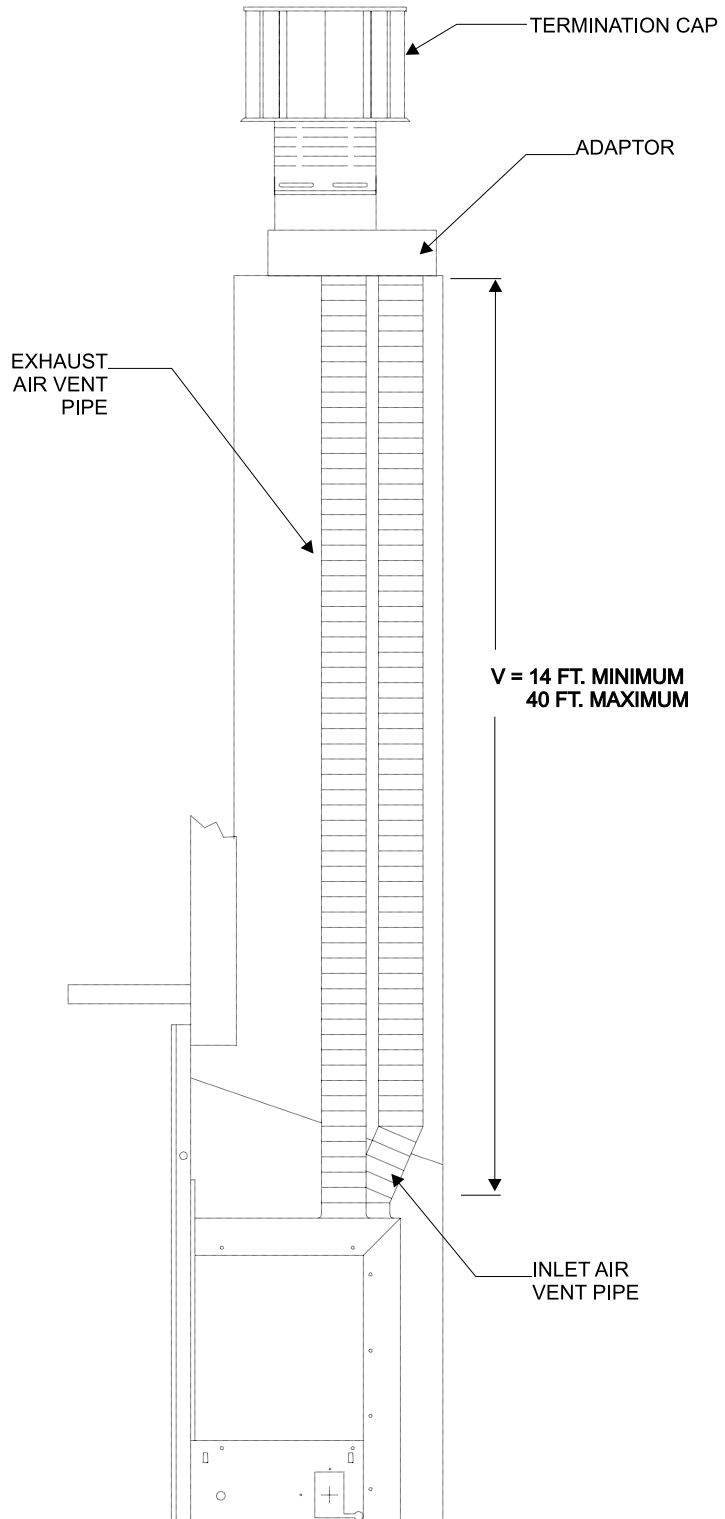 TERMINATION CAP
ADAPTOR
EXHAUST
AIR VENT
PIPE
V = 14 FT. MINIMUM
40 FT. MAXIMUM
INLET AIR
VENT PIPE